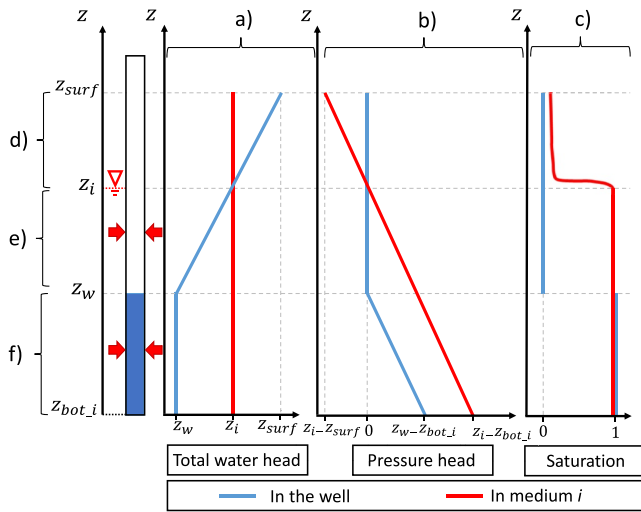 a) b) c)
z z z z
z_surf
d)
z_i
e)
z_w
f)
z_bot_i
z_w z_i z_surf z_i−z_surf 0 z_w−z_bot_i z_i−z_bot_i 0 1
Total water head Pressure head Saturation
In the well In medium i